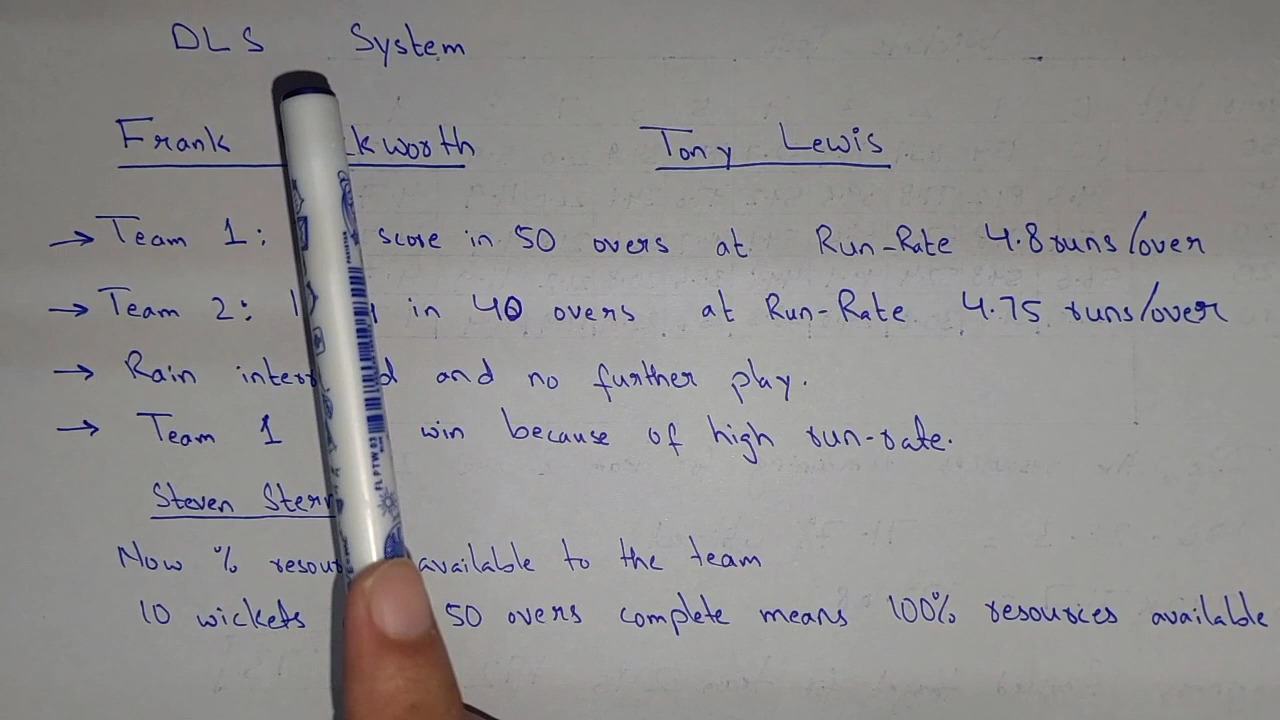 DLS System
Frank kworth Tony Lewis
→ Team 1: score in 50 overs at Run-Rate 4.8 runs/over
→ Team 2: in 40 overs at Run-Rate 4.75 runs/over
→ Rain and no further play.
→ Team 1 win because of high run-rate.
Steven Stern
Now % available to the team
10 wickets 50 overs complete means 100% resources available